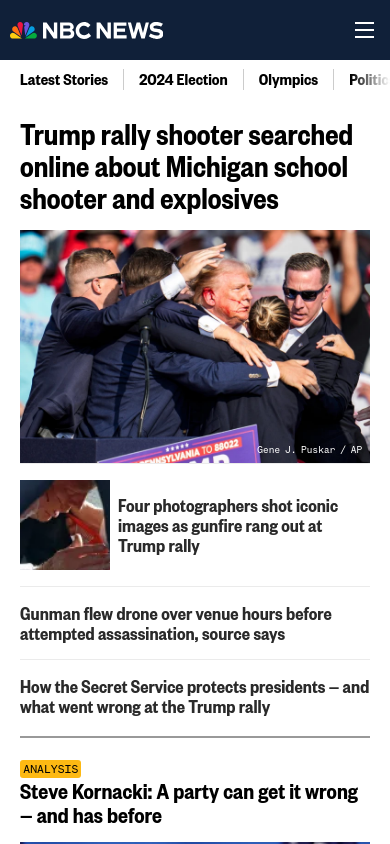 NBC NEWS
Latest Stories
2024 Election
Olympics
Politic
Trump rally shooter searched
online about Michigan school
shooter and explosives
PENNSYLVANIA TO 88022
Gene J. Puskar / AP
Four photographers shot iconic
images as gunfire rang out at
Trump rally
Gunman flew drone over venue hours before
attempted assassination, source says
How the Secret Service protects presidents – and
what went wrong at the Trump rally
ANALYSIS
Steve Kornacki: A party can get it wrong
– and has before